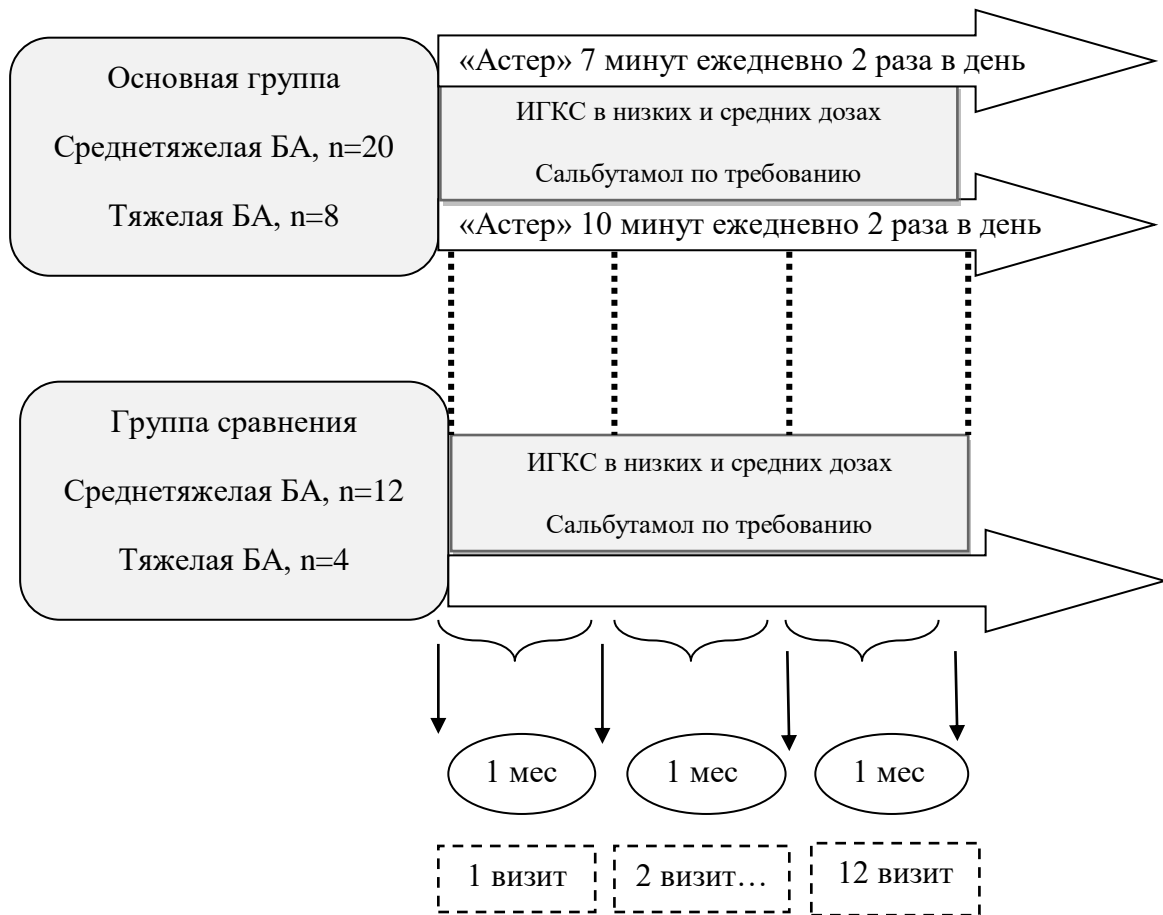 Основная группа
Среднетяжелая БА, n=20
Тяжелая БА, n=8
«Астер» 7 минут ежедневно 2 раза в день
ИГКС в низких и средних дозах
Сальбутамол по требованию
«Астер» 10 минут ежедневно 2 раза в день
Группа сравнения
Среднетяжелая БА, n=12
Тяжелая БА, n=4
ИГКС в низких и средних дозах
Сальбутамол по требованию
1 мес
1 мес
1 мес
1 визит
2 визит…
12 визит